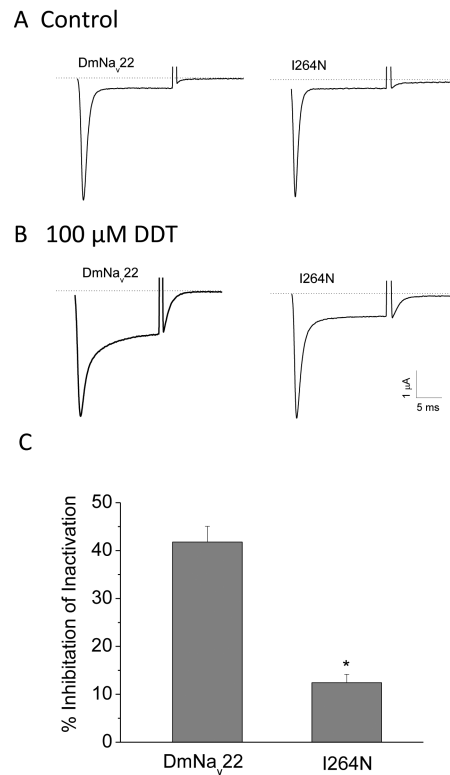 A Control
DmNav22
I264N
B 100 µM DDT
DmNav22
I264N
1 µA
5 ms
C
% Inhibitation of Inactivation
50
40
30
20
10
0
*
DmNav22
I264N